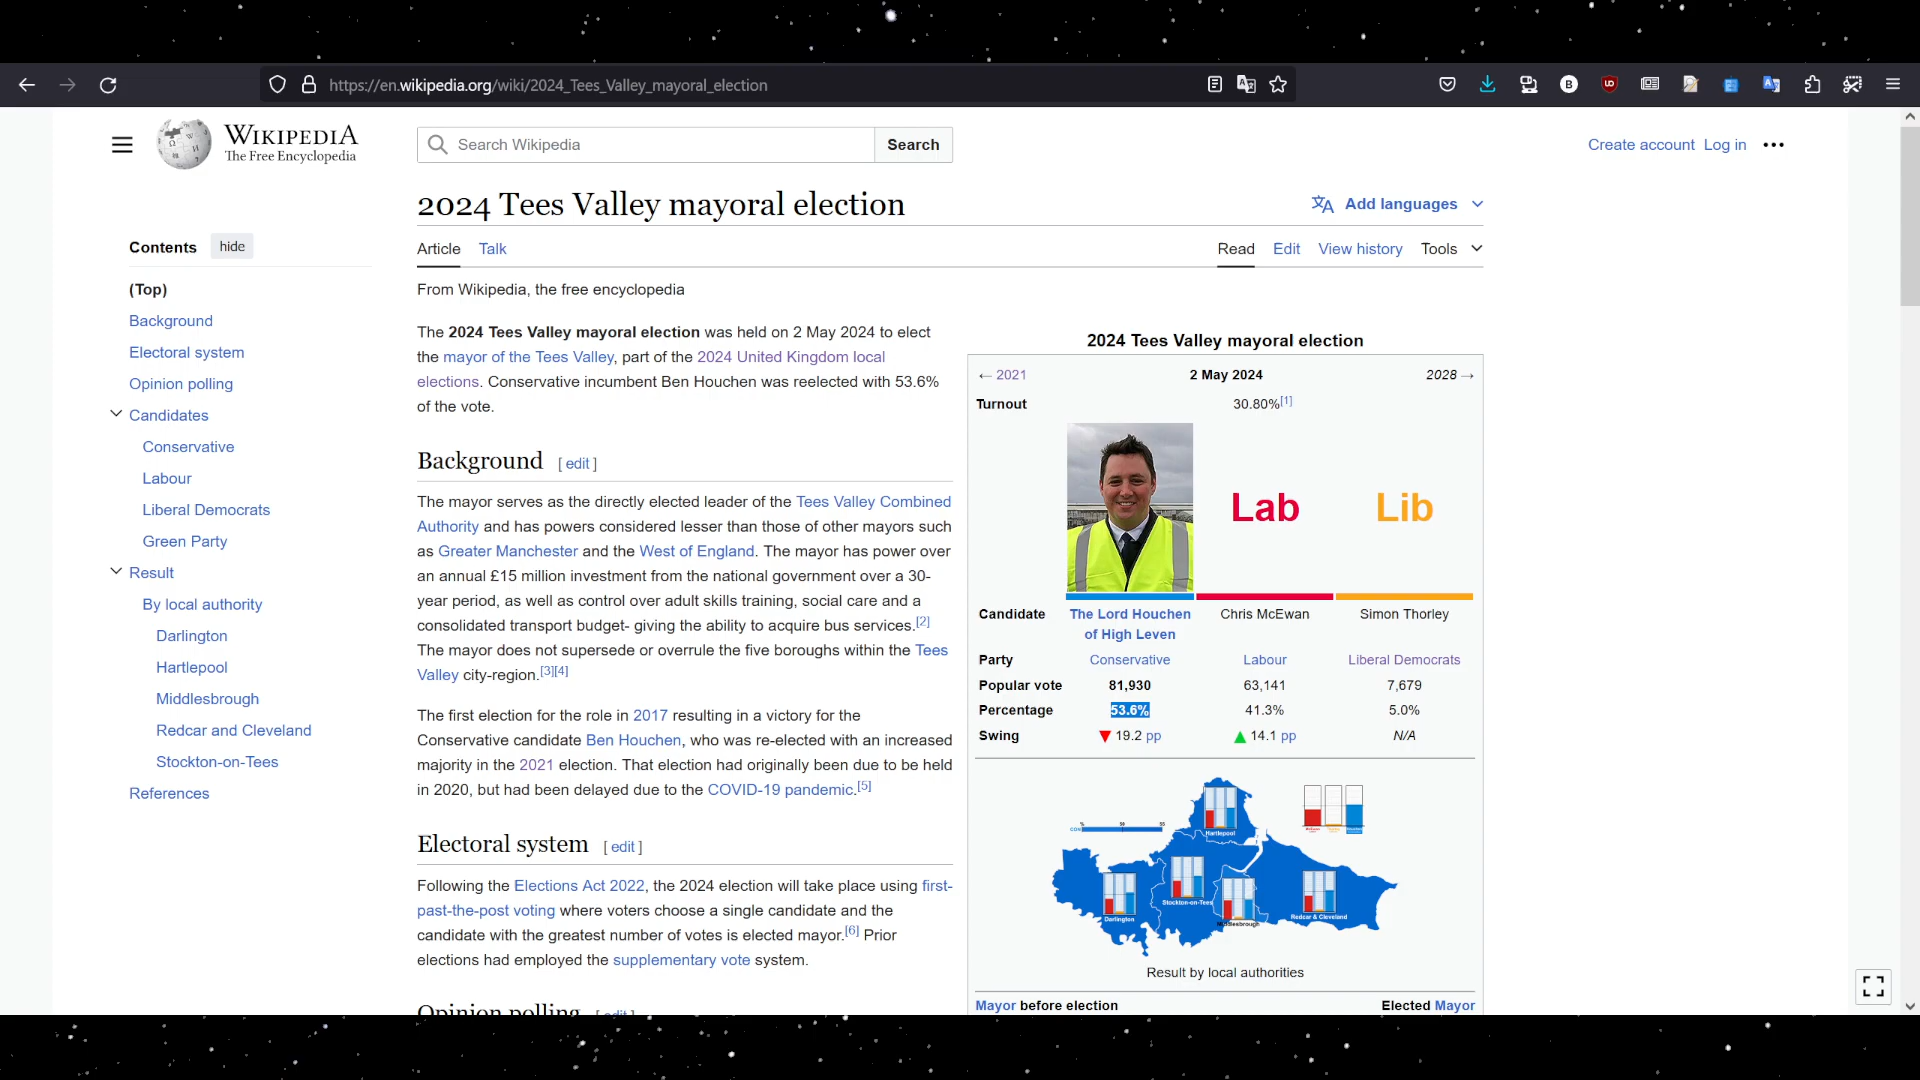 https://en.wikipedia.org/wiki/2024_Tees_Valley_mayoral_election
WIKIPEDIA
The Free Encyclopedia
Search Wikipedia
Search
Create account Log in
2024 Tees Valley mayoral election
Add languages
Contents hide
(Top)
Background
Electoral system
Opinion polling
Candidates
Conservative
Labour
Liberal Democrats
Green Party
Result
By local authority
Darlington
Hartlepool
Middlesbrough
Redcar and Cleveland
Stockton-on-Tees
References
Article Talk
Read Edit View history Tools
From Wikipedia, the free encyclopedia
The 2024 Tees Valley mayoral election was held on 2 May 2024 to elect
the mayor of the Tees Valley, part of the 2024 United Kingdom local
elections. Conservative incumbent Ben Houchen was reelected with 53.6%
of the vote.
Background [ edit ]
The mayor serves as the directly elected leader of the Tees Valley Combined
Authority and has powers considered lesser than those of other mayors such
as Greater Manchester and the West of England. The mayor has power over
an annual £15 million investment from the national government over a 30-
year period, as well as control over adult skills training, social care and a
consolidated transport budget- giving the ability to acquire bus services.[2]
The mayor does not supersede or overrule the five boroughs within the Tees
Valley city-region.[3][4]
The first election for the role in 2017 resulting in a victory for the
Conservative candidate Ben Houchen, who was re-elected with an increased
majority in the 2021 election. That election had originally been due to be held
in 2020, but had been delayed due to the COVID-19 pandemic.[5]
Electoral system [ edit ]
Following the Elections Act 2022, the 2024 election will take place using first-
past-the-post voting where voters choose a single candidate and the
candidate with the greatest number of votes is elected mayor.[6] Prior
elections had employed the supplementary vote system.
Opinion polling [ edit ]
2024 Tees Valley mayoral election
← 2021 2 May 2024 2028 →
Turnout 30.80%[1]
Lab Lib
Candidate The Lord Houchen of High Leven Chris McEwan Simon Thorley
Party Conservative Labour Liberal Democrats
Popular vote 81,930 63,141 7,679
Percentage 53.6% 41.3% 5.0%
Swing ▼ 19.2 pp ▲ 14.1 pp N/A
Hartlepool
Stockton-on-Tees
Darlington
Middlesbrough
Redcar & Cleveland
Result by local authorities
Mayor before election Elected Mayor